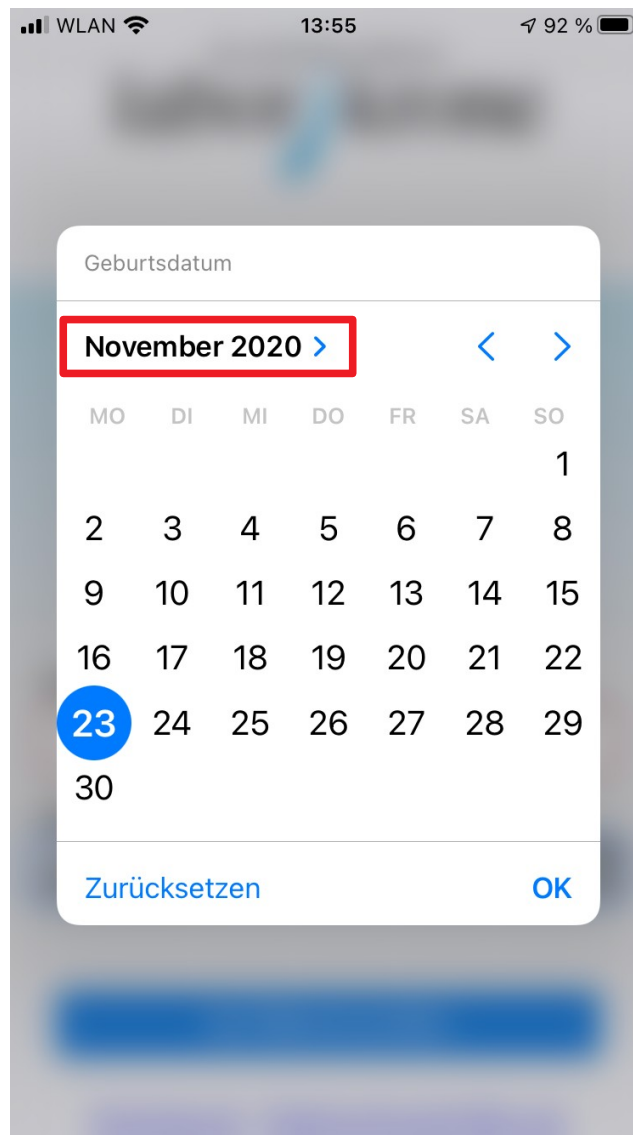 WLAN 13:55 92 %
Geburtsdatum
November 2020 >
< >
MO DI MI DO FR SA SO
1
2 3 4 5 6 7 8
9 10 11 12 13 14 15
16 17 18 19 20 21 22
23 24 25 26 27 28 29
30
Zurücksetzen OK